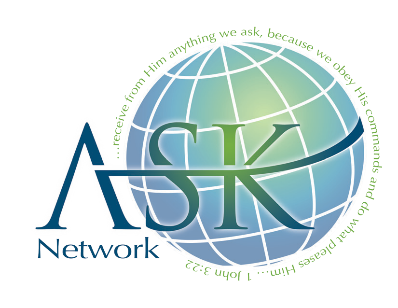 ...receive from Him anything we ask, because we obey His commands and do what pleases Him.... 1 John 3:22
ASK
Network